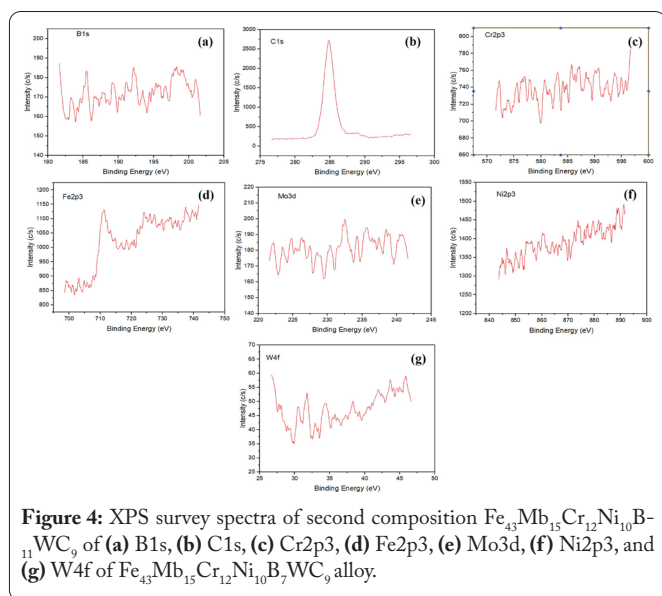 B1s (a)
Intensity (c/s)
210
200
190
180
170
160
150
140
180 185 190 195 200 205
Binding Energy (eV)
C1s (b)
Intensity (c/s)
3000
2500
2000
1500
1000
500
0
275 280 285 290 295 300
Binding Energy (eV)
Cr2p3 (c)
Intensity (c/s)
800
780
760
740
720
700
680
660
570 575 580 585 590 595 600
Binding Energy (eV)
Fe2p3 (d)
Intensity (c/s)
1200
1150
1100
1050
1000
950
900
850
800
700 710 720 730 740 750
Binding Energy (eV)
Mo3d (e)
Intensity (c/s)
240
230
220
210
200
190
180
170
160
150
140
220 225 230 235 240 245
Binding Energy (eV)
Ni2p3 (f)
Intensity (c/s)
1500
1450
1400
1350
1300
1250
1200
840 850 860 870 880 890 900
Binding Energy (eV)
W4f (g)
Intensity (c/s)
70
65
60
55
50
45
40
35
30
25
25 30 35 40 45 50
Binding Energy (eV)
Figure 4: XPS survey spectra of second composition Fe₄₃Mb₁₅Cr₁₂Ni₁₀B-
₁₁WC₉ of (a) B1s, (b) C1s, (c) Cr2p3, (d) Fe2p3, (e) Mo3d, (f) Ni2p3, and
(g) W4f of Fe₄₃Mb₁₅Cr₁₂Ni₁₀B₇WC₉ alloy.